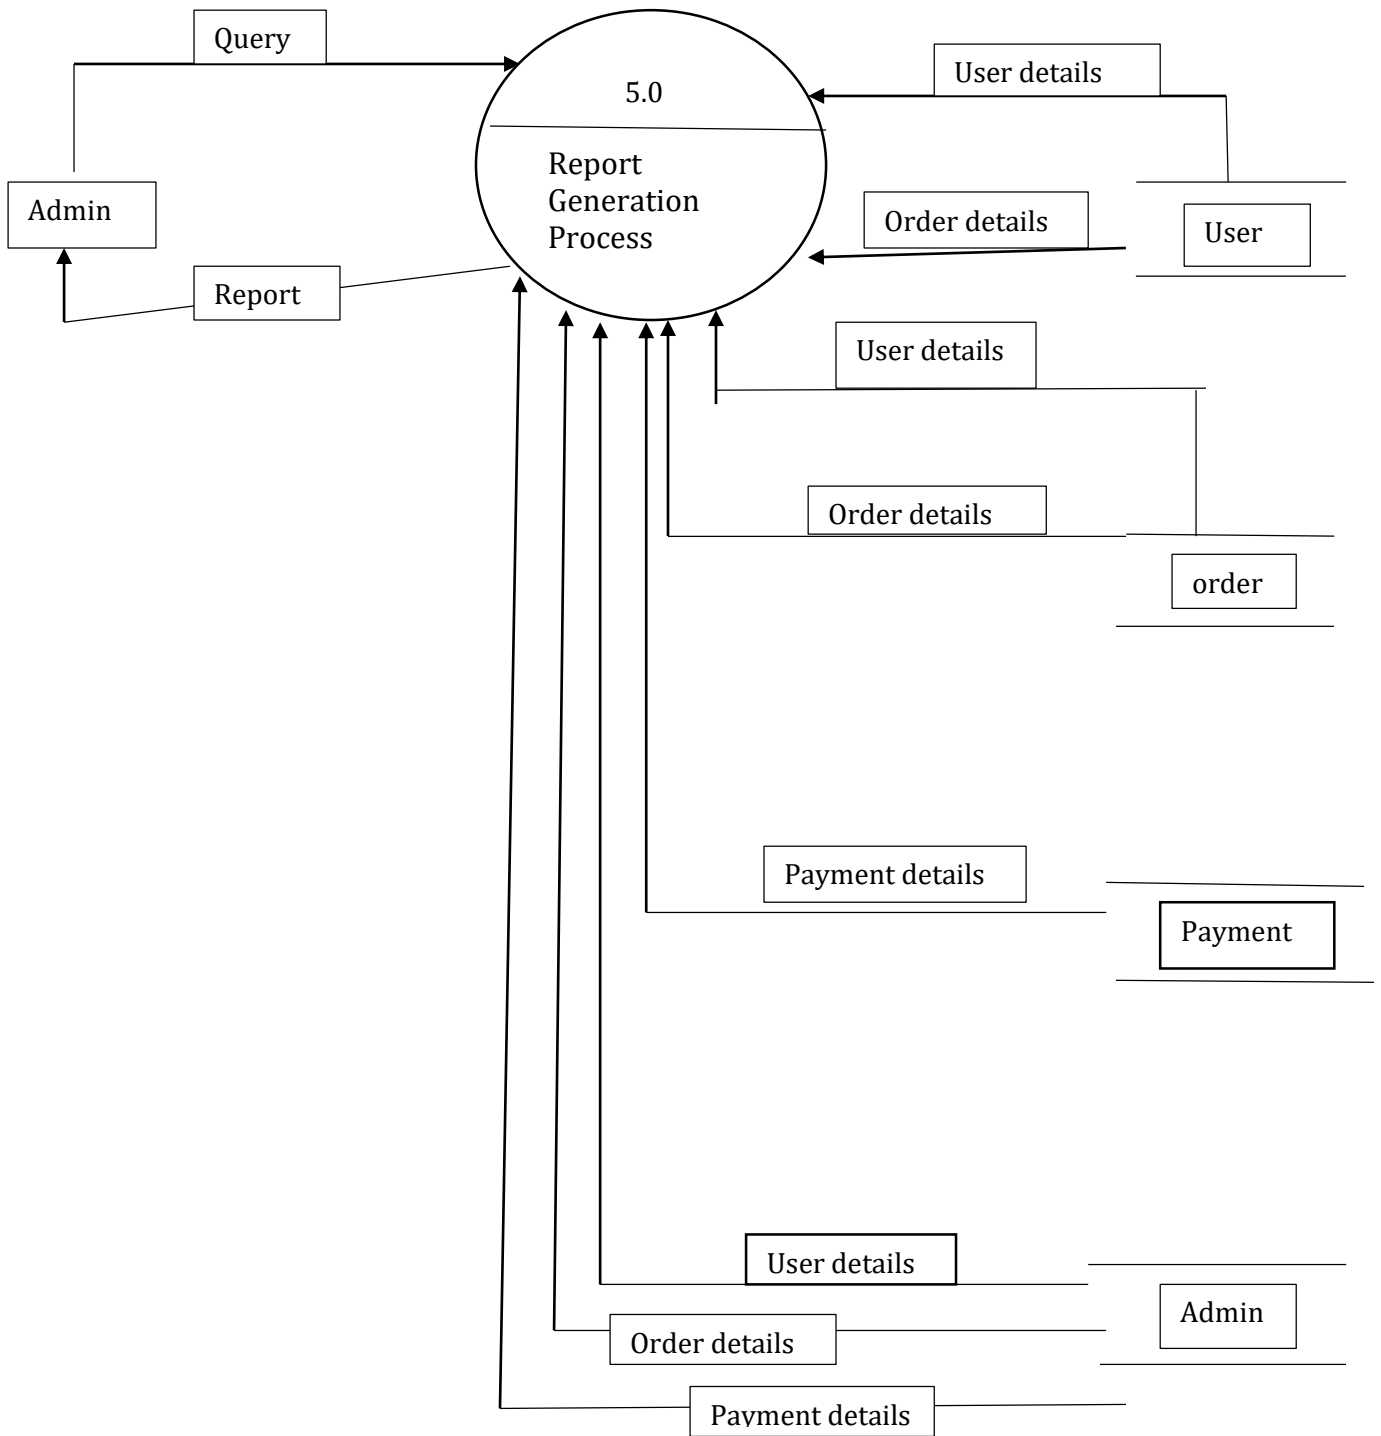 Query
User details
5.0
Report
Generation
Process
Admin
Order details
User
Report
User details
Order details
order
Payment details
Payment
User details
Admin
Order details
Payment details